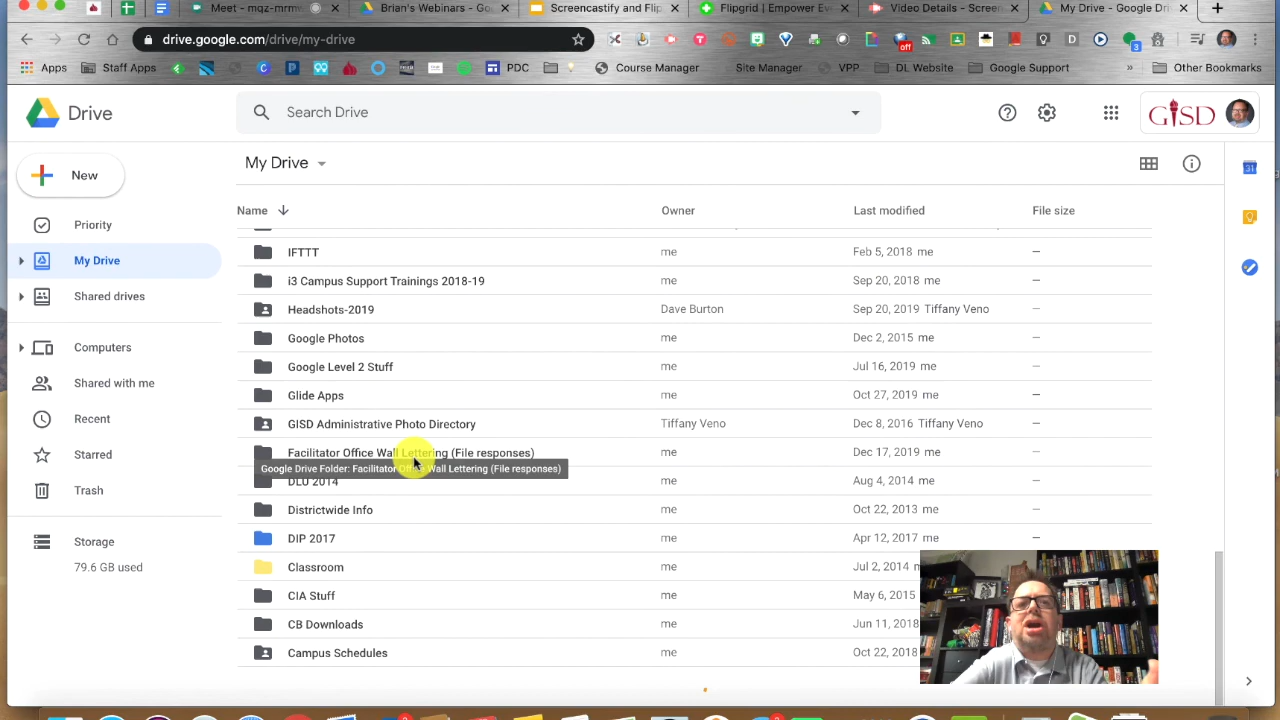 Meet - mqz-mrm
Brian's Webinars - Go
Screencastify and Flip
Flipgrid | Empower Ev
Video Details - Screen
My Drive - Google Dri
drive.google.com/drive/my-drive
off
3
Apps
Staff Apps
PDC
Course Manager
Site Manager
VPP
DL Website
Google Support
»
Other Bookmarks
Drive
Search Drive
GISD
New
My Drive
31
Name
Owner
Last modified
File size
Priority
My Drive
Shared drives
Computers
Shared with me
Recent
Starred
Trash
Storage
79.6 GB used
IFTTT me Feb 5, 2018 me —
i3 Campus Support Trainings 2018-19 me Sep 20, 2018 me —
Headshots-2019 Dave Burton Sep 20, 2019 Tiffany Veno —
Google Photos me Dec 2, 2015 me —
Google Level 2 Stuff me Jul 16, 2019 me —
Glide Apps me Oct 27, 2019 me —
GISD Administrative Photo Directory Tiffany Veno Dec 8, 2016 Tiffany Veno —
Facilitator Office Wall Lettering (File responses) me Dec 17, 2019 me —
Google Drive Folder: Facilitator Office Wall Lettering (File responses)
DLU 2014 me Aug 4, 2014 me —
Districtwide Info me Oct 22, 2013 me —
DIP 2017 me Apr 12, 2017 me —
Classroom me Jul 2, 2014 m
CIA Stuff me May 6, 2015
CB Downloads me Jun 11, 2018
Campus Schedules me Oct 22, 2018